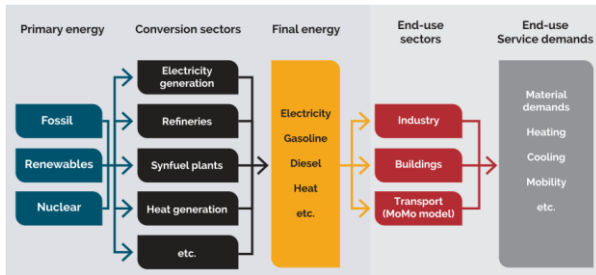 Primary energy
Conversion sectors
Final energy
End-use
sectors
End-use
Service demands
Fossil
Renewables
Nuclear
Electricity
generation
Refineries
Synfuel plants
Heat generation
etc.
Electricity
Gasoline
Diesel
Heat
etc.
Industry
Buildings
Transport
(MoMo model)
Material
demands
Heating
Cooling
Mobility
etc.